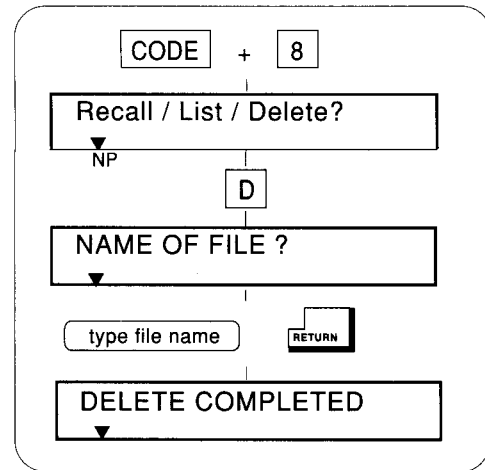 CODE + 8
Recall / List / Delete?
NP
D
NAME OF FILE ?
type file name RETURN
DELETE COMPLETED